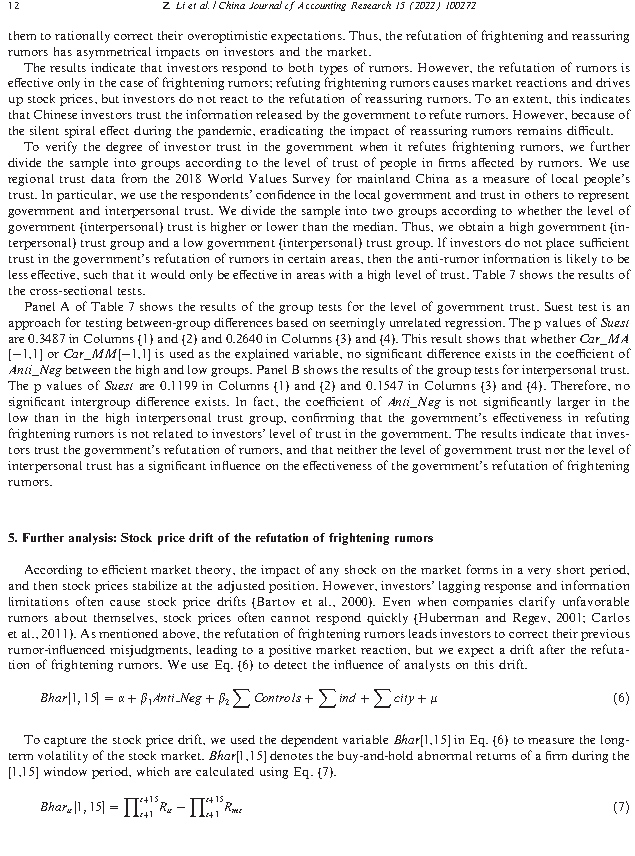 12 Z. Li et al. / China Journal of Accounting Research 15 (2022) 100272
them to rationally correct their overoptimistic expectations. Thus, the refutation of frightening and reassuring
rumors has asymmetrical impacts on investors and the market.
The results indicate that investors respond to both types of rumors. However, the refutation of rumors is
effective only in the case of frightening rumors; refuting frightening rumors causes market reactions and drives
up stock prices, but investors do not react to the refutation of reassuring rumors. To an extent, this indicates
that Chinese investors trust the information released by the government to refute rumors. However, because of
the silent spiral effect during the pandemic, eradicating the impact of reassuring rumors remains difficult.
To verify the degree of investor trust in the government when it refutes frightening rumors, we further
divide the sample into groups according to the level of trust of people in firms affected by rumors. We use
regional trust data from the 2018 World Values Survey for mainland China as a measure of local people's
trust. In particular, we use the respondents' confidence in the local government and trust in others to represent
government and interpersonal trust. We divide the sample into two groups according to whether the level of
government (interpersonal) trust is higher or lower than the median. Thus, we obtain a high government (in-
terpersonal) trust group and a low government (interpersonal) trust group. If investors do not place sufficient
trust in the government's refutation of rumors in certain areas, then the anti-rumor information is likely to be
less effective, such that it would only be effective in areas with a high level of trust. Table 7 shows the results of
the cross-sectional tests.
Panel A of Table 7 shows the results of the group tests for the level of government trust. Suest test is an
approach for testing between-group differences based on seemingly unrelated regression. The p values of Suest
are 0.3487 in Columns (1) and (2) and 0.2640 in Columns (3) and (4). This result shows that whether Car_MA
[−1,1] or Car_MM[−1,1] is used as the explained variable, no significant difference exists in the coefficient of
Anti_Neg between the high and low groups. Panel B shows the results of the group tests for interpersonal trust.
The p values of Suest are 0.1199 in Columns (1) and (2) and 0.1547 in Columns (3) and (4). Therefore, no
significant intergroup difference exists. In fact, the coefficient of Anti_Neg is not significantly larger in the
low than in the high interpersonal trust group, confirming that the government's effectiveness in refuting
frightening rumors is not related to investors' level of trust in the government. The results indicate that inves-
tors trust the government's refutation of rumors, and that neither the level of government trust nor the level of
interpersonal trust has a significant influence on the effectiveness of the government's refutation of frightening
rumors.
5. Further analysis: Stock price drift of the refutation of frightening rumors
According to efficient market theory, the impact of any shock on the market forms in a very short period,
and then stock prices stabilize at the adjusted position. However, investors' lagging response and information
limitations often cause stock price drifts (Bartov et al., 2000). Even when companies clarify unfavorable
rumors about themselves, stock prices often cannot respond quickly (Huberman and Regev, 2001; Carlos
et al., 2011). As mentioned above, the refutation of frightening rumors leads investors to correct their previous
rumor-influenced misjudgments, leading to a positive market reaction, but we expect a drift after the refuta-
tion of frightening rumors. We use Eq. (6) to detect the influence of analysts on this drift.
Bhar[1, 15] = α + β₁Anti_Neg + β₂ ∑ Controls + ∑ ind + ∑ city + μ (6)
To capture the stock price drift, we used the dependent variable Bhar[1,15] in Eq. (6) to measure the long-
term volatility of the stock market. Bhar[1,15] denotes the buy-and-hold abnormal returns of a firm during the
[1,15] window period, which are calculated using Eq. (7).
Bhar_it[1, 15] = ∏_{t+1}^{t+15} R_it − ∏_{t+1}^{t+15} R_mt (7)